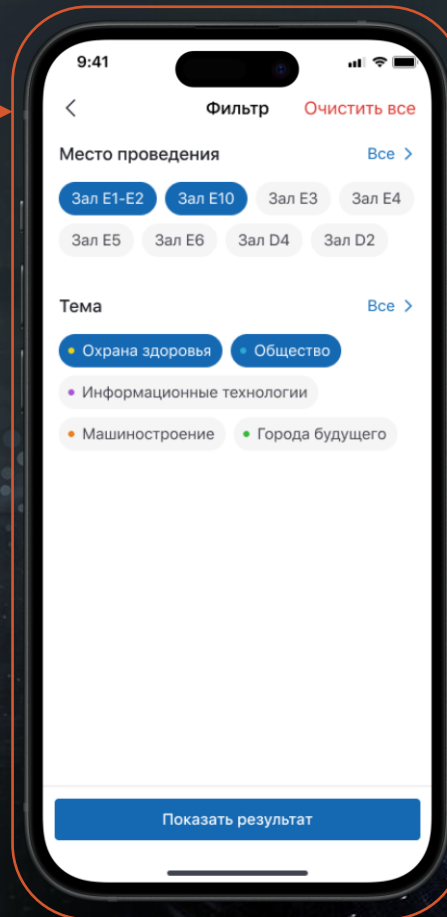 9:41
Фильтр Очистить все
Место проведения Все >
Зал E1-E2 Зал E10 Зал E3 Зал E4
Зал E5 Зал E6 Зал D4 Зал D2
Тема Все >
• Охрана здоровья • Общество
• Информационные технологии
• Машиностроение • Города будущего
Показать результат